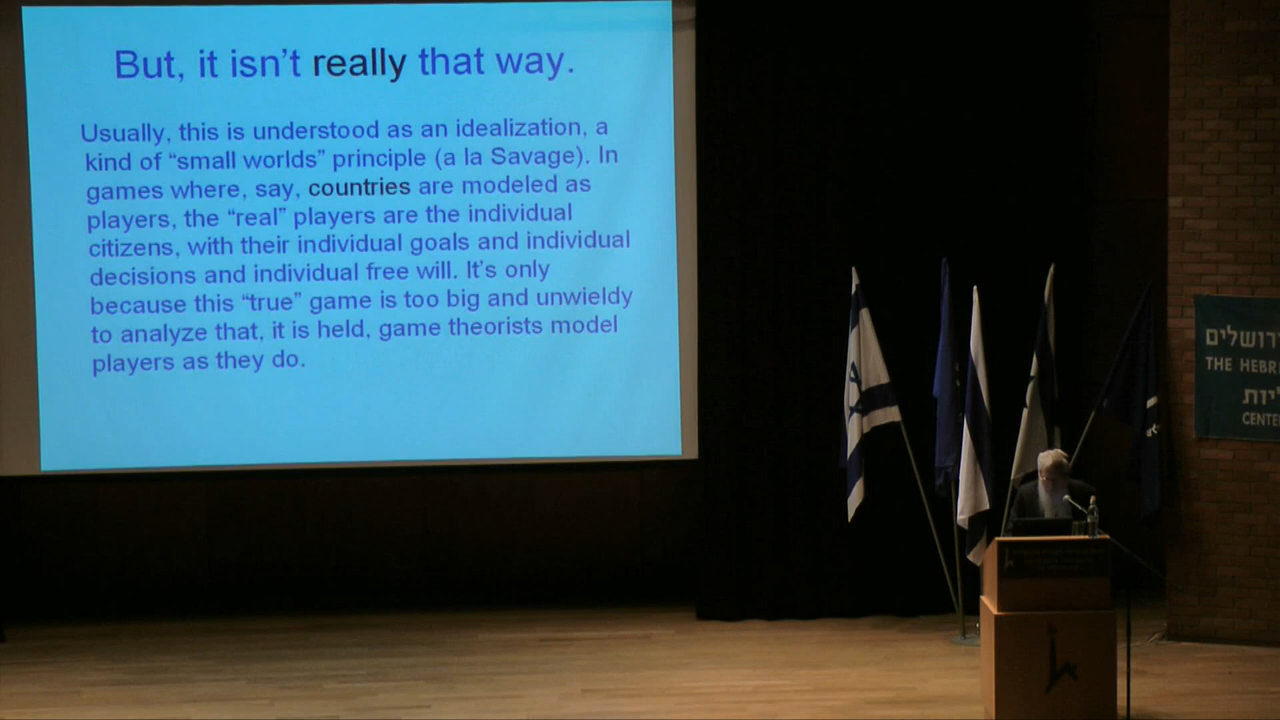 But, it isn't really that way.
Usually, this is understood as an idealization, a
kind of “small worlds” principle (a la Savage). In
games where, say, countries are modeled as
players, the “real” players are the individual
citizens, with their individual goals and individual
decisions and individual free will. It's only
because this “true” game is too big and unwieldy
to analyze that, it is held, game theorists model
players as they do.
ירושלים
THE HEBR
יות
CENTE